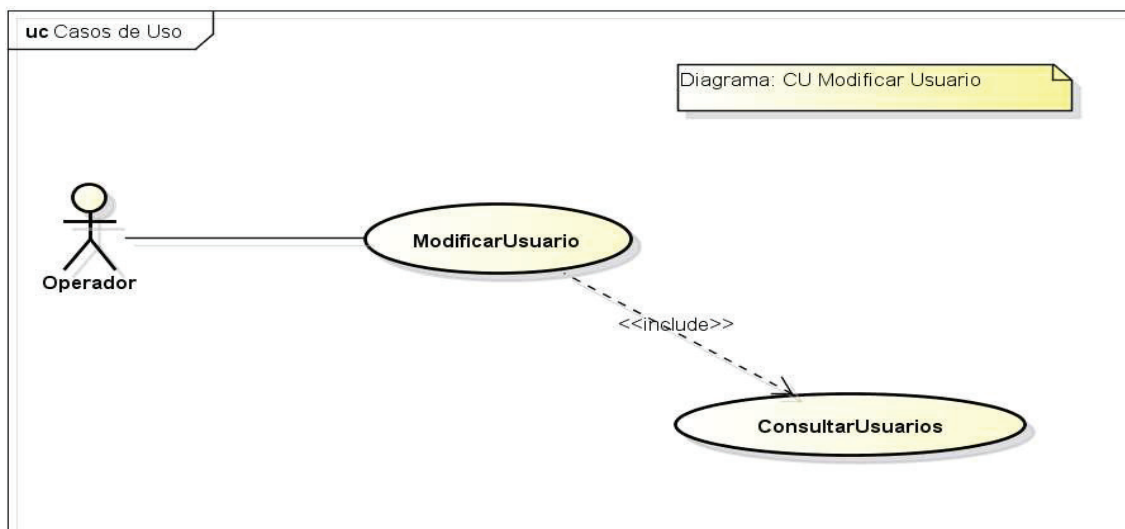 uc Casos de Uso
Diagrama: CU Modificar Usuario
ModificarUsuario
Operador
<<include>>
ConsultarUsuarios